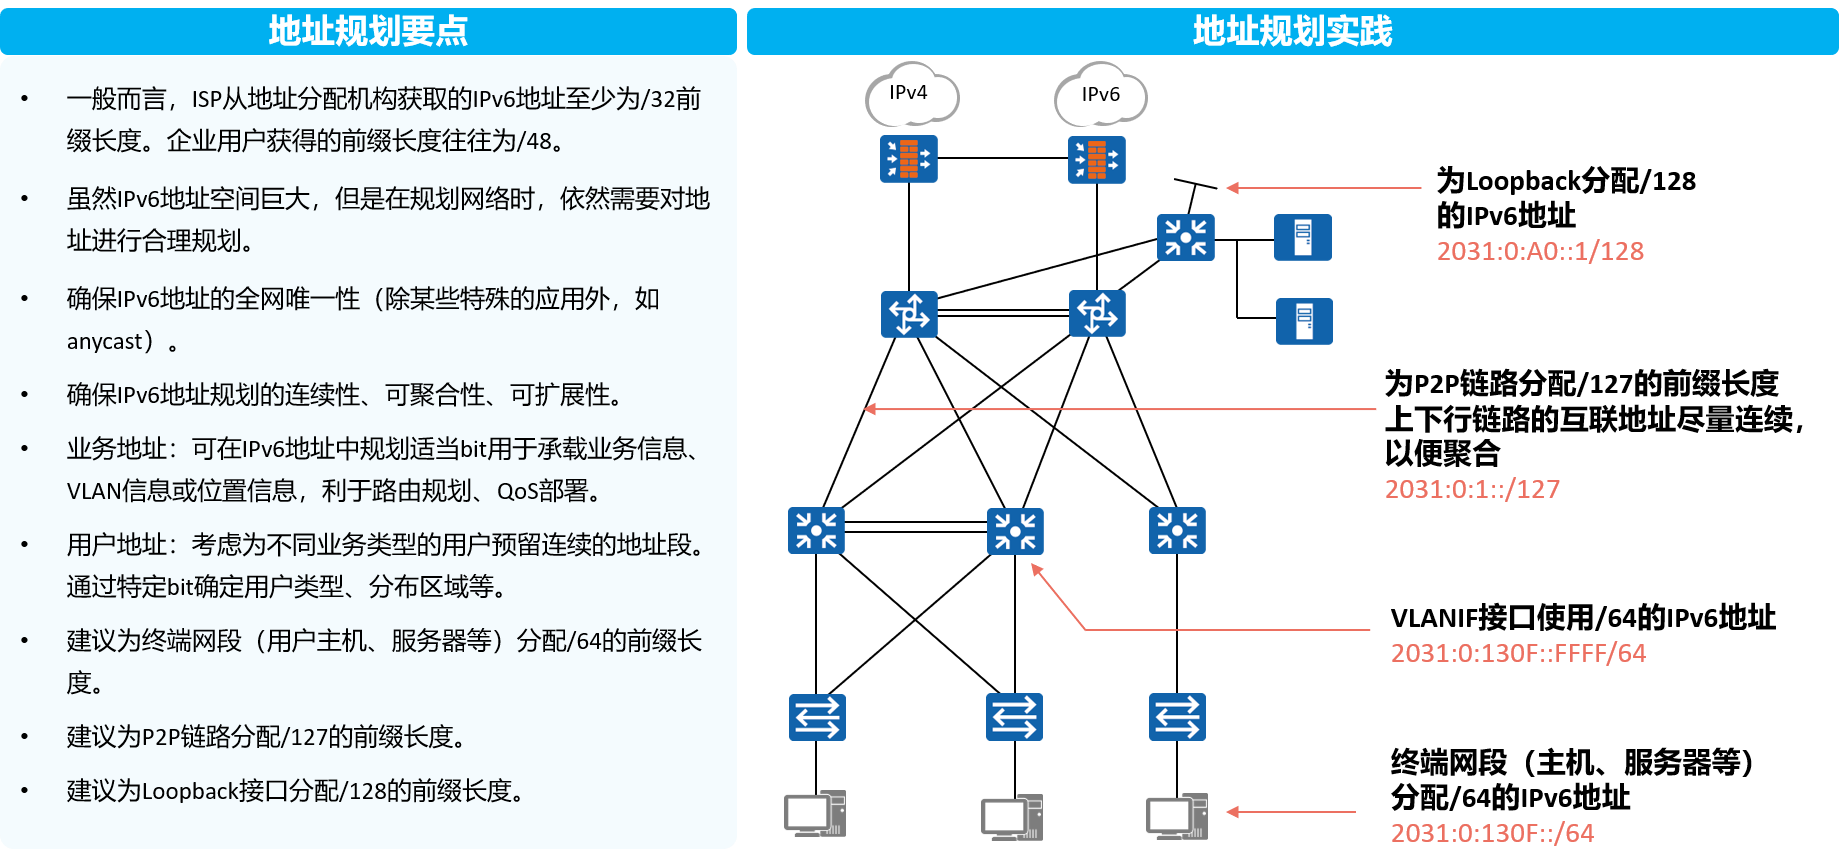 地址规划要点
• 一般而言，ISP从地址分配机构获取的IPv6地址至少为/32前
缀长度。企业用户获得的前缀长度往往为/48。
• 虽然IPv6地址空间巨大，但是在规划网络时，依然需要对地
址进行合理规划。
• 确保IPv6地址的全网唯一性（除某些特殊的应用外，如
anycast）。
• 确保IPv6地址规划的连续性、可聚合性、可扩展性。
• 业务地址：可在IPv6地址中规划适当bit用于承载业务信息、
VLAN信息或位置信息，利于路由规划、QoS部署。
• 用户地址：考虑为不同业务类型的用户预留连续的地址段。
通过特定bit确定用户类型、分布区域等。
• 建议为终端网段（用户主机、服务器等）分配/64的前缀长
度。
• 建议为P2P链路分配/127的前缀长度。
• 建议为Loopback接口分配/128的前缀长度。
地址规划实践
IPv4
IPv6
为Loopback分配/128
的IPv6地址
2031:0:A0::1/128
为P2P链路分配/127的前缀长度
上下行链路的互联地址尽量连续，
以便聚合
2031:0:1::/127
VLANIF接口使用/64的IPv6地址
2031:0:130F::FFFF/64
终端网段（主机、服务器等）
分配/64的IPv6地址
2031:0:130F::/64